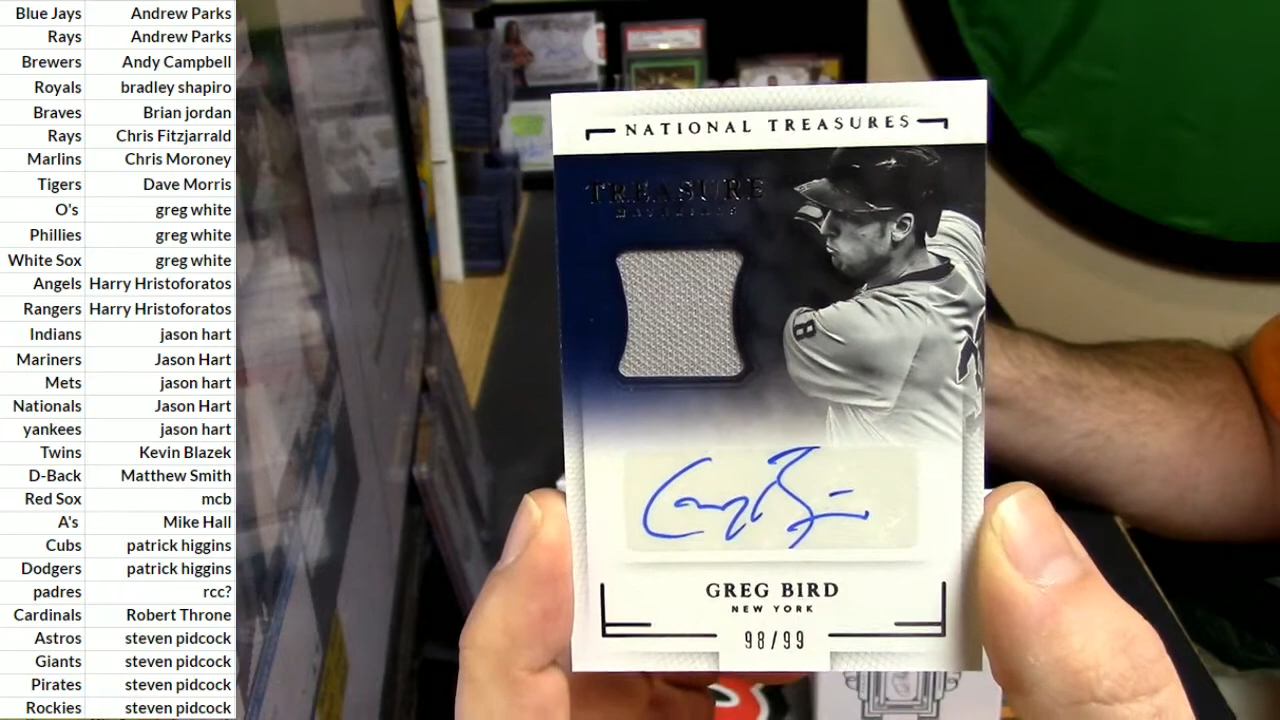 Blue Jays Andrew Parks
Rays Andrew Parks
Brewers Andy Campbell
Royals bradley shapiro
Braves Brian jordan
Rays Chris Fitzjarrald
Marlins Chris Moroney
Tigers Dave Morris
O's greg white
Phillies greg white
White Sox greg white
Angels Harry Hristoforatos
Rangers Harry Hristoforatos
Indians jason hart
Mariners Jason Hart
Mets jason hart
Nationals Jason Hart
yankees jason hart
Twins Kevin Blazek
D-Back Matthew Smith
Red Sox mcb
A's Mike Hall
Cubs patrick higgins
Dodgers patrick higgins
padres rcc?
Cardinals Robert Throne
Astros steven pidcock
Giants steven pidcock
Pirates steven pidcock
Rockies steven pidcock
NATIONAL TREASURES
TREASURE
MATERIALS
Greg Bird
GREG BIRD
NEW YORK
98/99